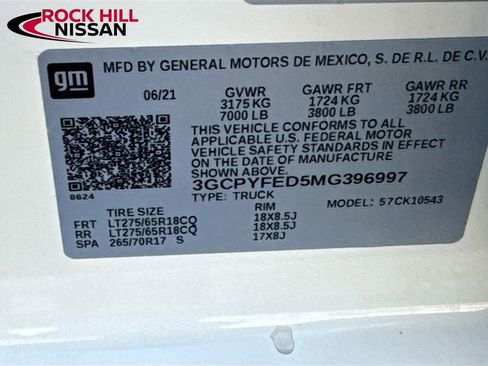 ROCK HILL
NISSAN
gm
MFD BY GENERAL MOTORS DE MEXICO, S. DE R.L. DE C.V.
06/21 GVWR GAWR FRT GAWR RR
3175 KG 1724 KG 1724 KG
7000 LB 3800 LB 3800 LB
THIS VEHICLE CONFORMS TO ALL
APPLICABLE U.S. FEDERAL MOTOR
VEHICLE SAFETY STANDARDS IN EFFECT
ON THE DATE OF MANUFACTURE
SHOWN ABOVE.
3GCPYFED5MG396997
8624 TYPE: TRUCK MODEL: 57CK10543
TIRE SIZE RIM
FRT LT275/65R18CQ 18X8.5J
RR LT275/65R18CQ 18X8.5J
SPA 265/70R17 S 17X8J